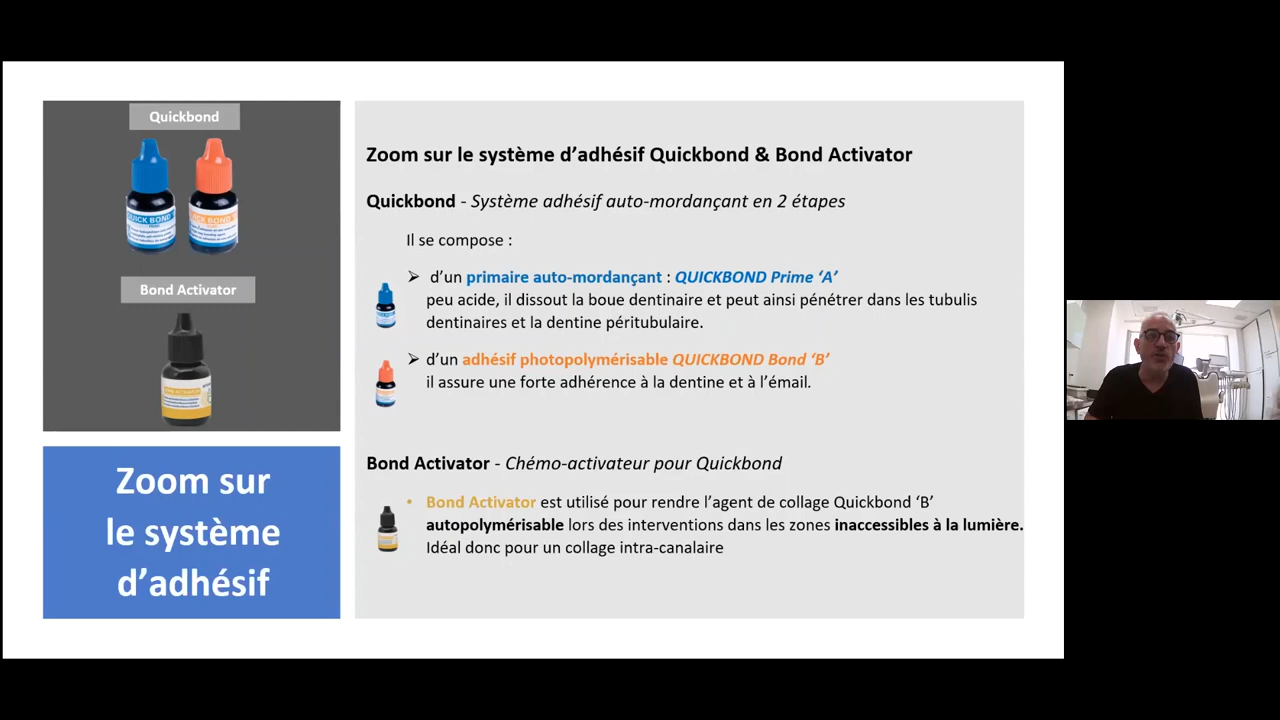 Quickbond
QUICK BOND
Bond Activator
BOND ACTIVATOR
Zoom sur
le système
d’adhésif
Zoom sur le système d’adhésif Quickbond & Bond Activator
Quickbond - Système adhésif auto-mordançant en 2 étapes
Il se compose :
➢ d’un primaire auto-mordançant : QUICKBOND Prime ‘A’
peu acide, il dissout la boue dentinaire et peut ainsi pénétrer dans les tubulis
dentinaires et la dentine péritubulaire.
➢ d’un adhésif photopolymérisable QUICKBOND Bond ‘B’
il assure une forte adhérence à la dentine et à l’émail.
Bond Activator - Chémo-activateur pour Quickbond
• Bond Activator est utilisé pour rendre l’agent de collage Quickbond ‘B’
autopolymérisable lors des interventions dans les zones inaccessibles à la lumière.
Idéal donc pour un collage intra-canalaire